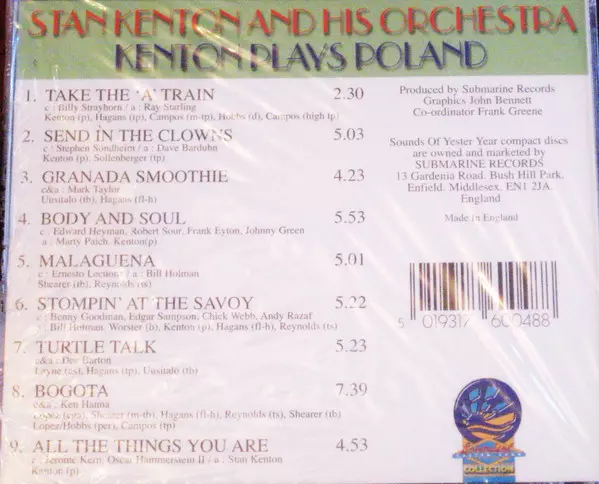 STAN KENTON AND HIS ORCHESTRA
KENTON PLAYS POLAND
1. TAKE THE 'A' TRAIN 2.30
c : Billy Strayhorn / a : Ray Starling
Kenton (p), Hagans (tp), Campos (m-tp), Hobbs (d), Campos (high tp
2. SEND IN THE CLOWNS 5.03
c : Stephen Sondheim / a : Dave Barduhn
Kenton (p), Sollenberger (tp)
3. GRANADA SMOOTHIE 4.23
c&a : Mark Taylor
Unsitalo (tb), Hagans (fl-h)
4. BODY AND SOUL 5.53
c : Edward Heyman, Robert Sour, Frank Eyton, Johnny Green
a : Marty Paich, Kenton(p)
5. MALAGUENA 5.01
c : Ernesto Lecuona / a : Bill Holman
Shearer (tb), Reynolds (ts)
6. STOMPIN' AT THE SAVOY 5.22
c : Benny Goodman, Edgar Sampson, Chick Webb, Andy Razaf
Bill Holman, Worster (b), Kenton (p), Hagans (fl-h), Reynolds (ts)
7. TURTLE TALK 5.23
c&a : Dee Barton
Layne (as), Hagans (tp), Unsitalo (tb)
8. BOGOTA 7.39
c&a : Ken Hanna
Lopez (cga), Shearer (m-tb), Hagans (fl-h), Reynolds (ts), Shearer (tb)
Lopez/Hobbs (per), Campos (tp)
9. ALL THE THINGS YOU ARE 4.53
c : Jerome Kern, Oscar Hammerstein II / a : Stan Kenton
Kenton (p)
Produced by Submarine Records
Graphics John Bennett
Co-ordinator Frank Greene
Sounds Of Yester Year compact discs
are owned and marketed by
SUBMARINE RECORDS
13 Gardenia Road, Bush Hill Park,
Enfield, Middlesex, EN1 2JA.
England
Made in England
5 019317 600488
COLLECTION